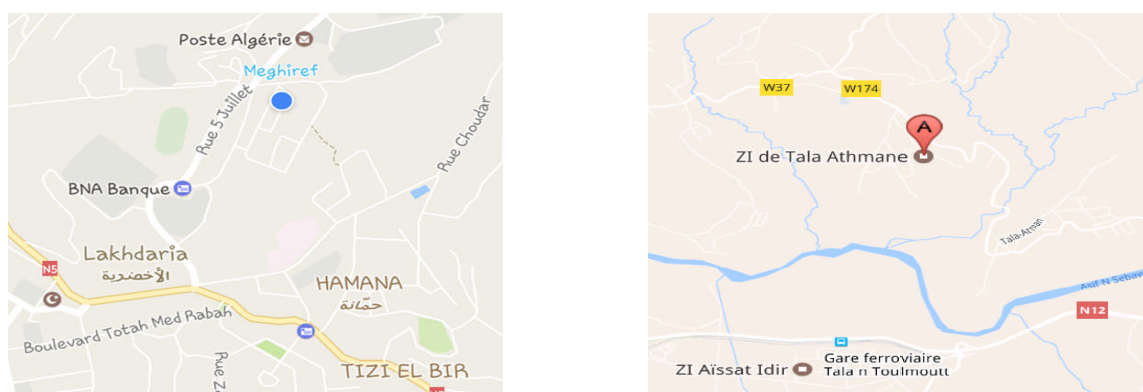 Poste Algérie
Meghiref
Rue 5 Juillet
Rue Choudar
BNA Banque
Lakhdaria
الأخضرية
N5
HAMANA
حمّانة
Boulevard Totah Med Rabah
TIZI EL BIR
W37
W174
A
ZI de Tala Athmane
Tala-Aman
Asif N Sebaw
N12
Gare ferroviaire
Tala n Toulmoutt
ZI Aïssat Idir